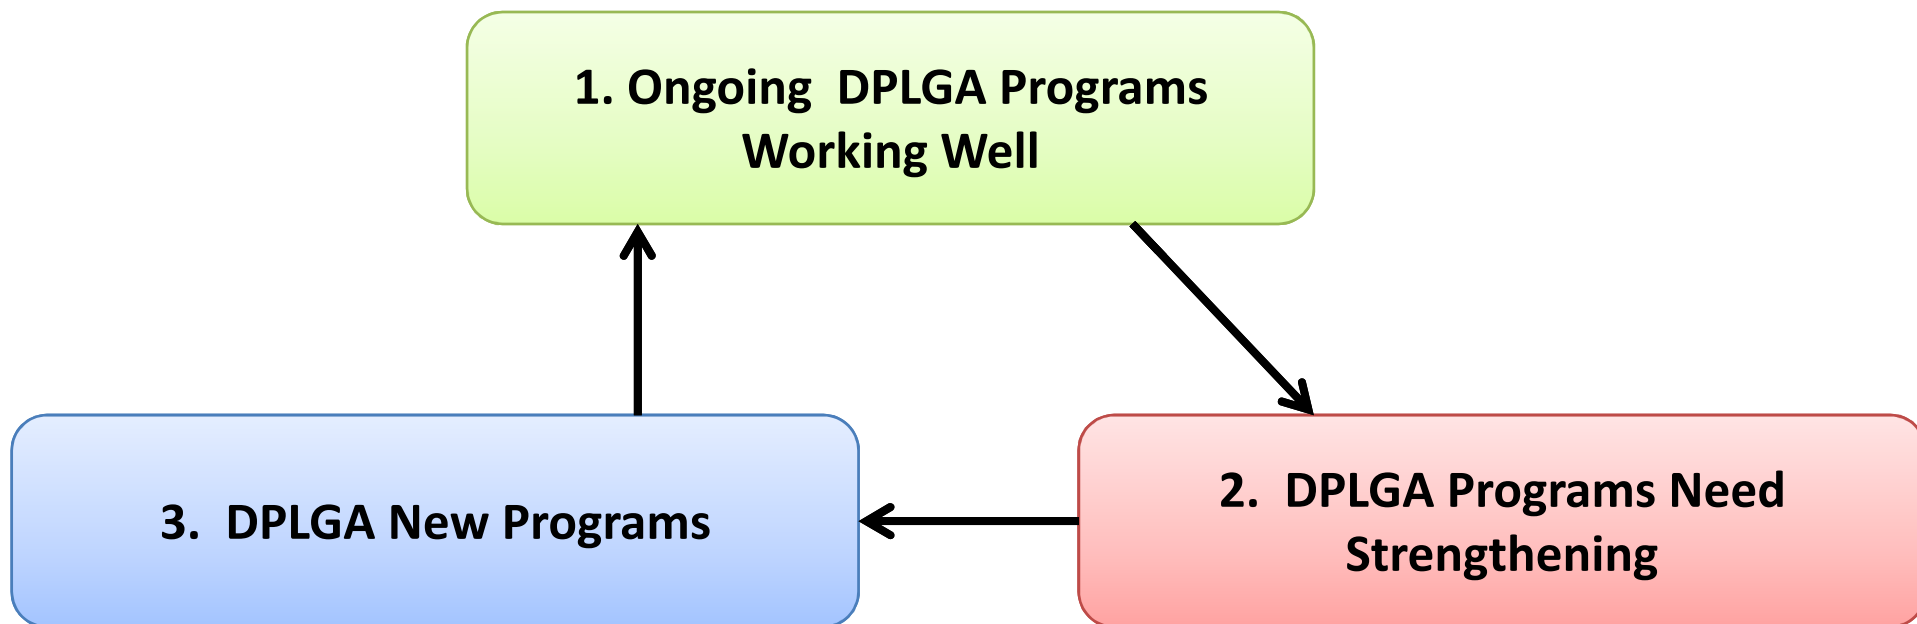 1. Ongoing  DPLGA Programs
Working Well
3.  DPLGA New Programs
2.  DPLGA Programs Need
Strengthening